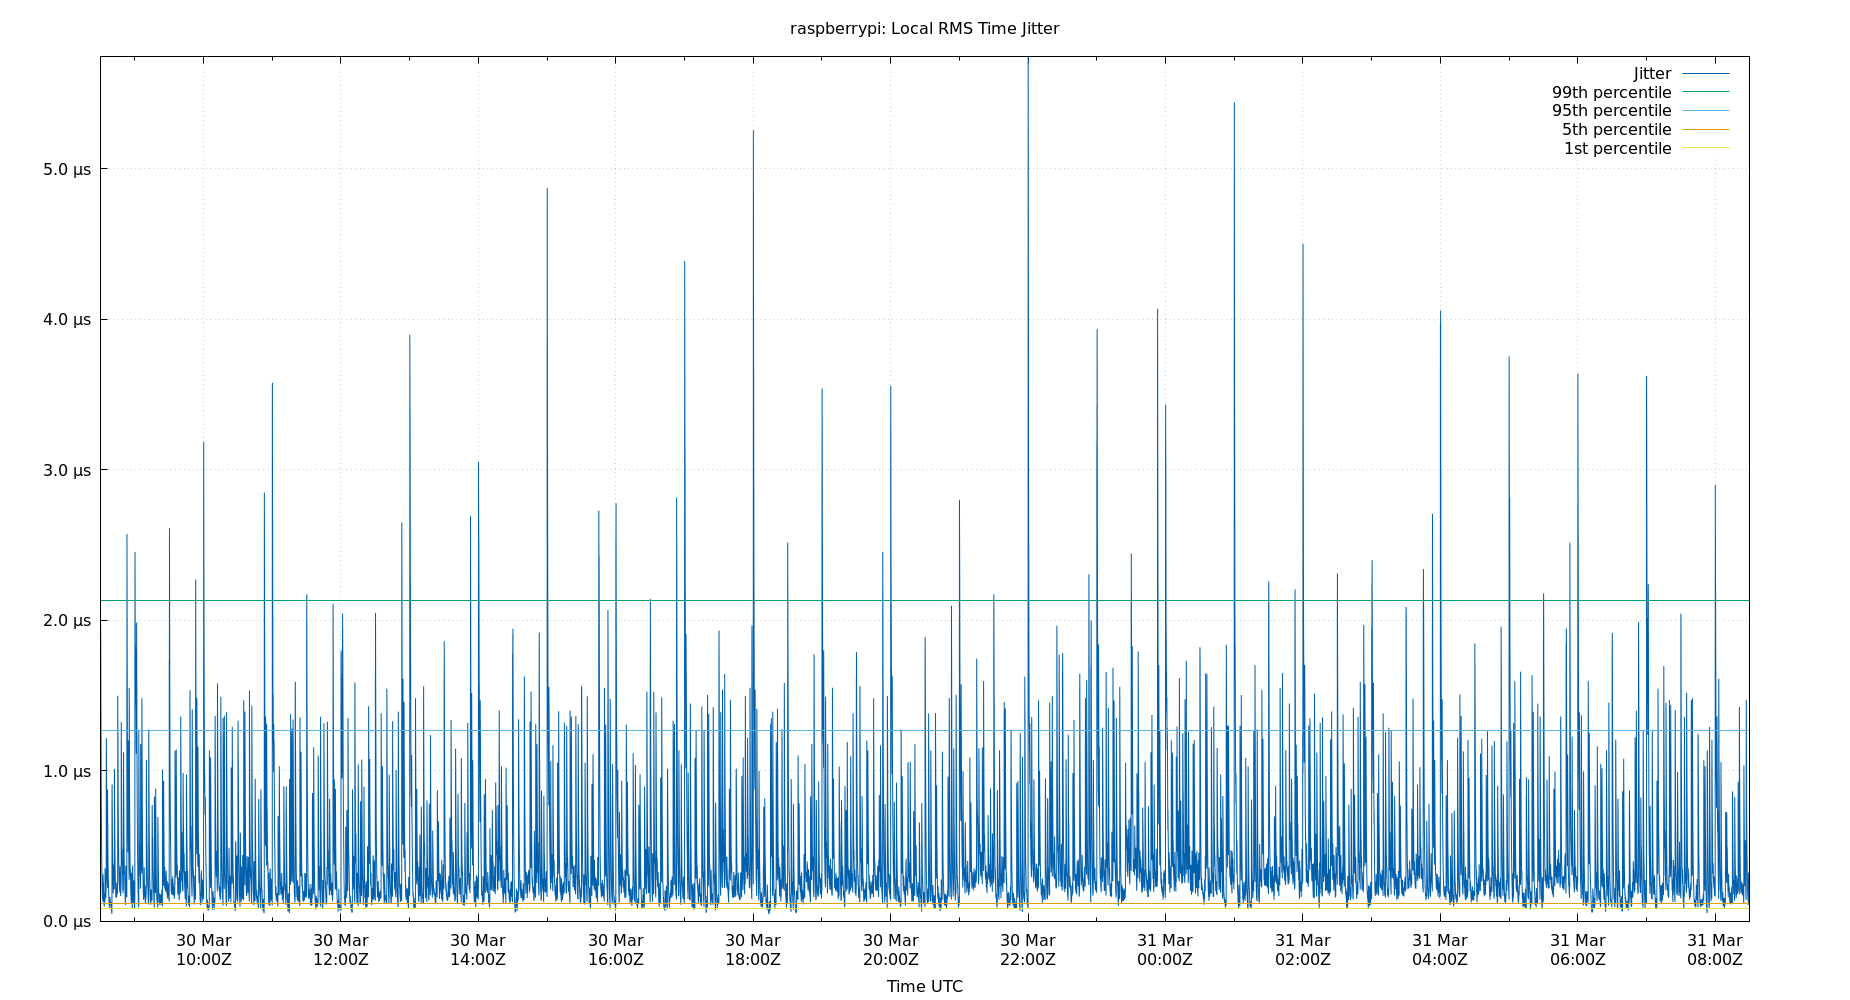 raspberrypi: Local RMS Time Jitter
Jitter
99th percentile
95th percentile
5th percentile
1st percentile
5.0 µs
4.0 µs
3.0 µs
2.0 µs
1.0 µs
0.0 µs
30 Mar 30 Mar 30 Mar 30 Mar 30 Mar 30 Mar 30 Mar 31 Mar 31 Mar 31 Mar 31 Mar 31 Mar
10:00Z 12:00Z 14:00Z 16:00Z 18:00Z 20:00Z 22:00Z 00:00Z 02:00Z 04:00Z 06:00Z 08:00Z
Time UTC